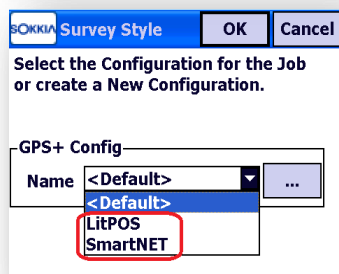 SOKKIA Survey Style OK Cancel
Select the Configuration for the Job
or create a New Configuration.
GPS+ Config
Name <Default> ...
<Default>
LitPOS
SmartNET